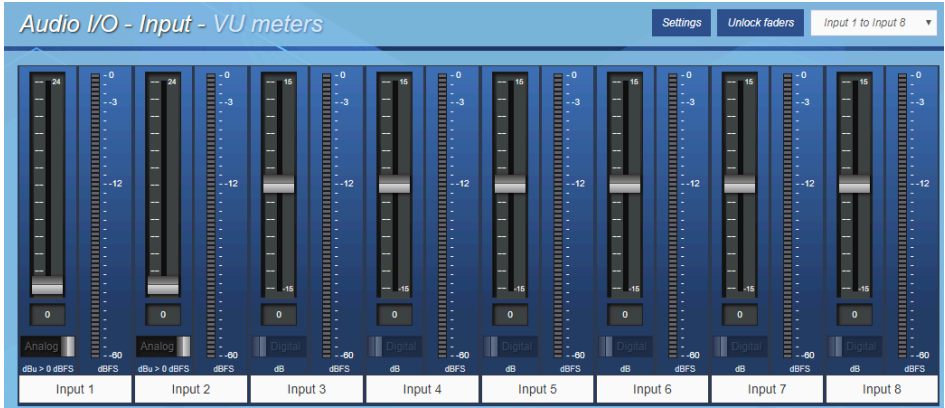 Audio I/O - Input - VU meters
Settings
Unlock faders
Input 1 to Input 8
24 -0 24 -0 15 -0 15 -0 15 -0 15 -0 15 -0 15 -0
--3 --3 --3 --3 --3 --3 --3 --3
--12 --12 --12 --12 --12 --12 --12 --12
-15 -15 -15 -15 -15 -15
0 0 0 0 0 0 0 0
Analog Analog Digital Digital Digital Digital Digital Digital
--60 --60 --60 --60 --60 --60 --60 --60
dBu > 0 dBFS dBFS dBu > 0 dBFS dBFS dB dBFS dB dBFS dB dBFS dB dBFS dB dBFS dB dBFS
Input 1 Input 2 Input 3 Input 4 Input 5 Input 6 Input 7 Input 8